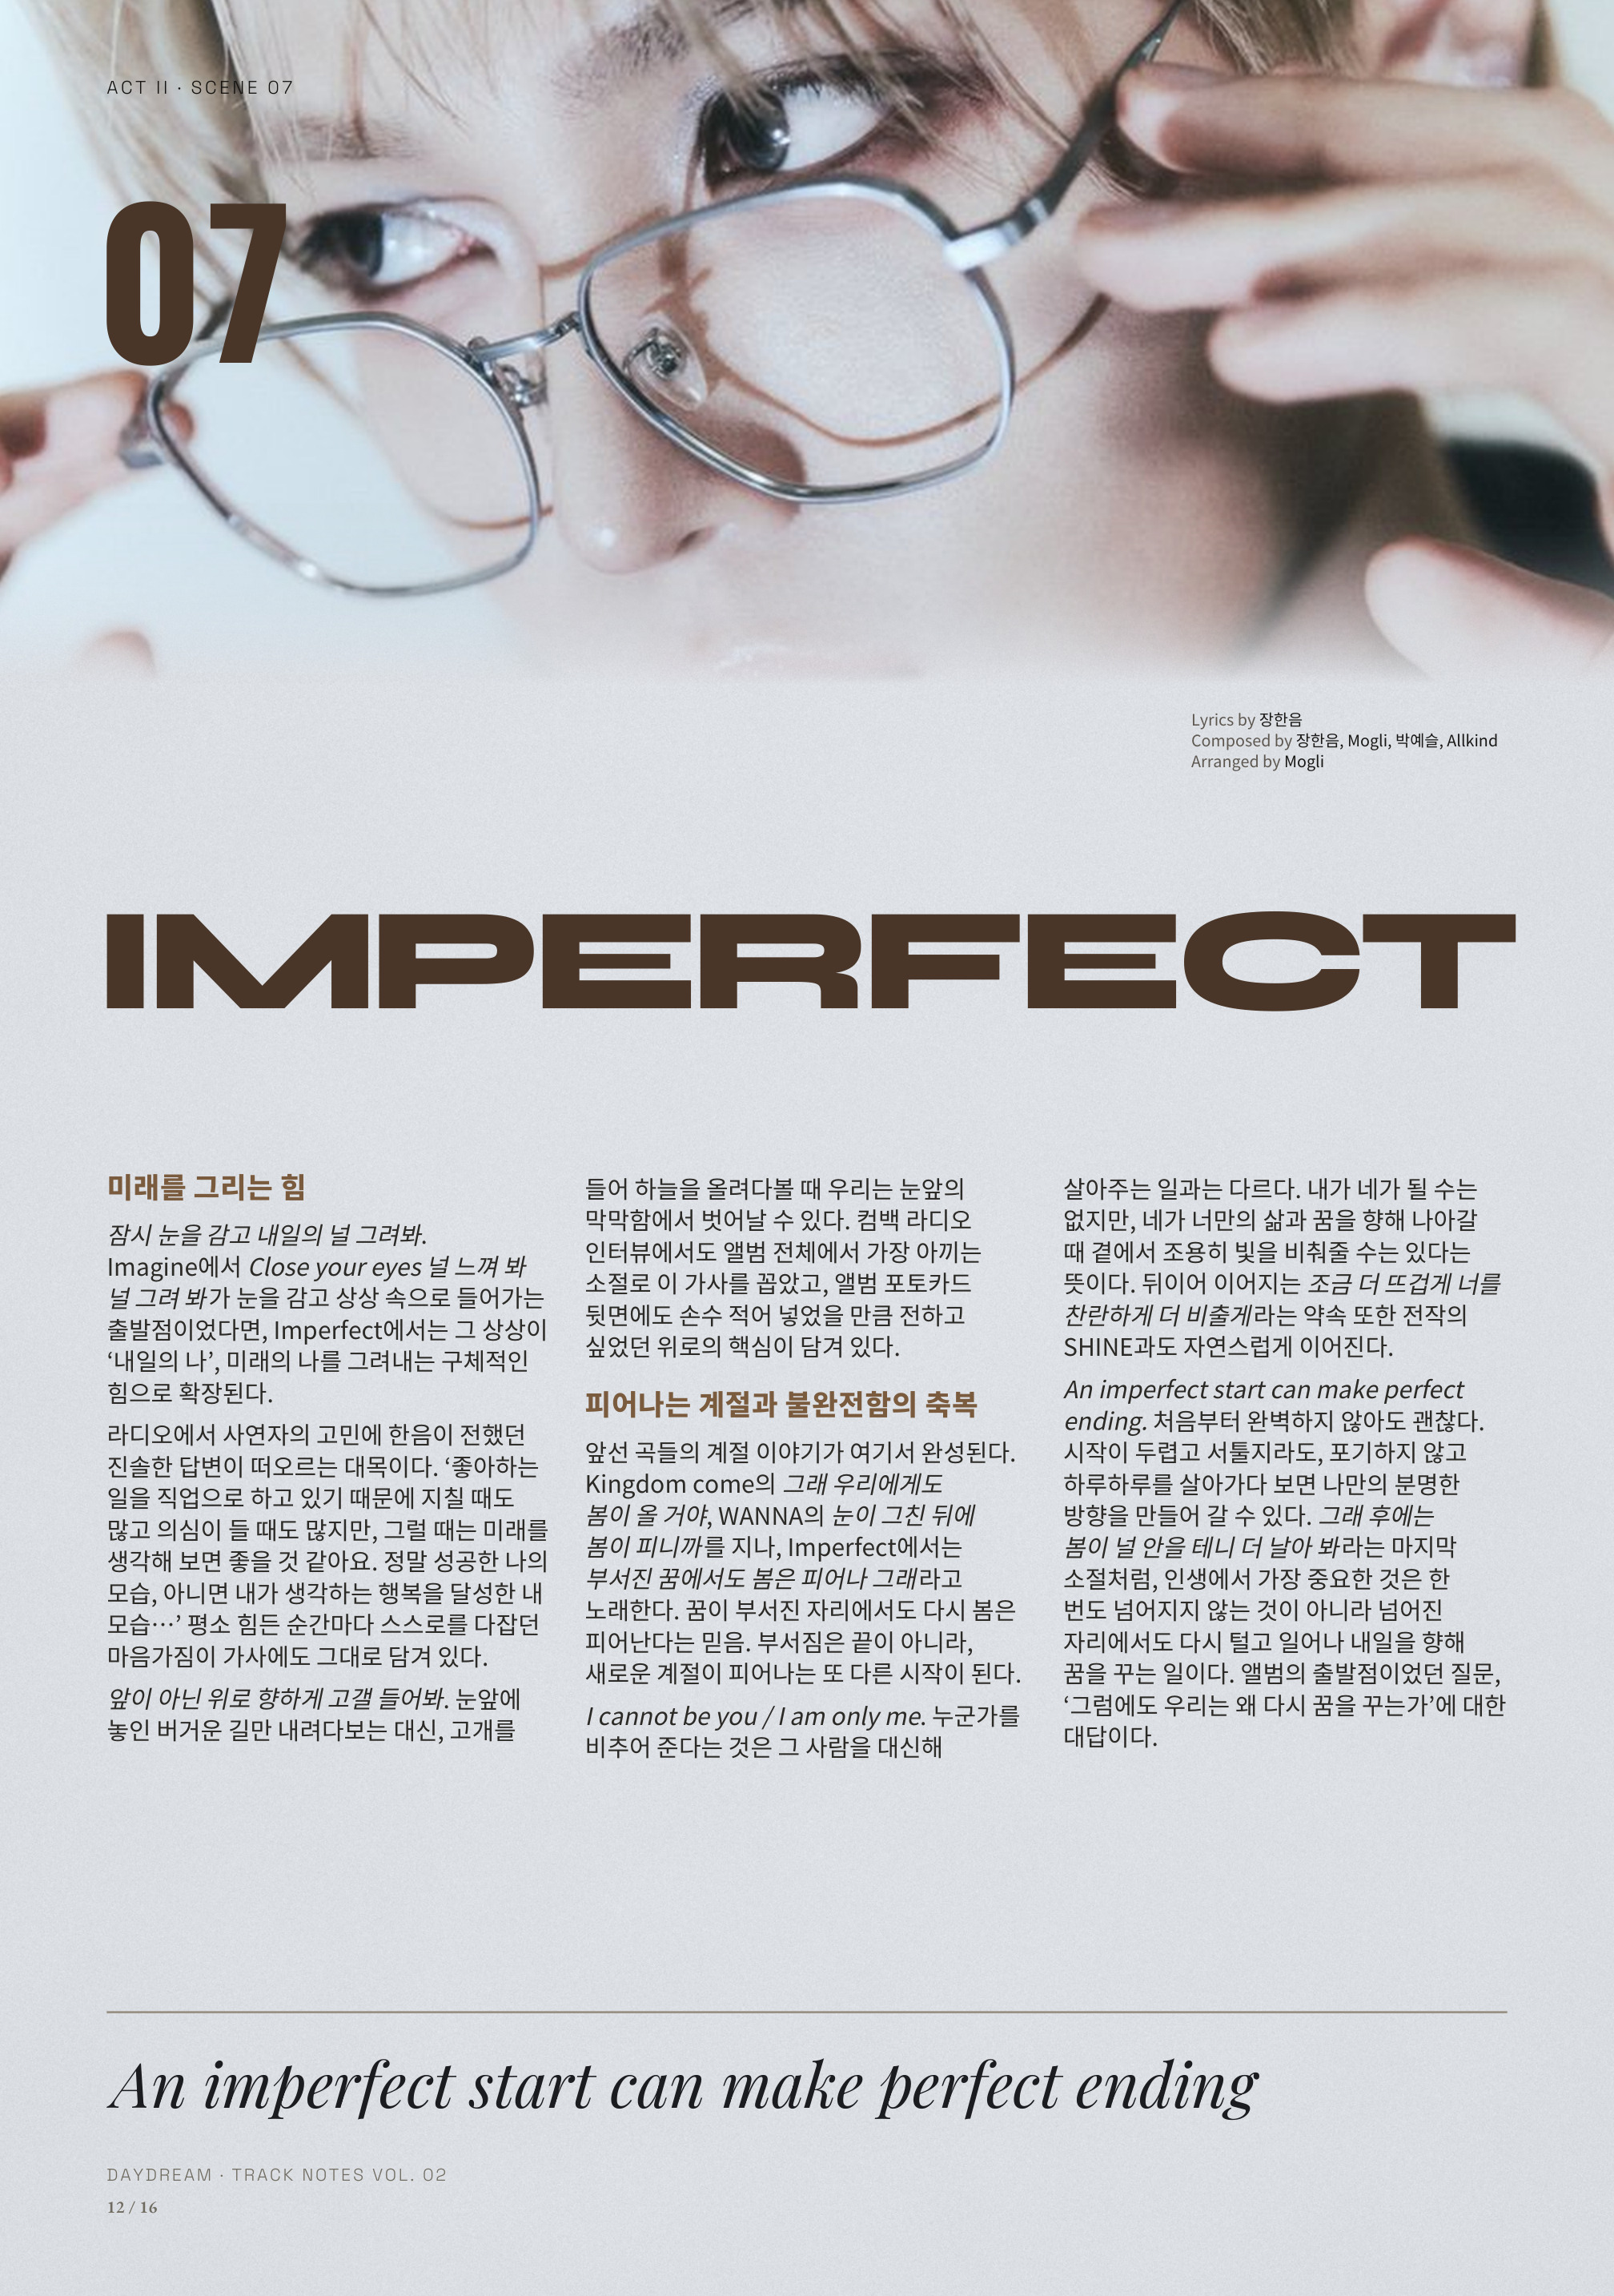 ACT II · SCENE 07
07
Lyrics by 장한음
Composed by 장한음, Mogli, 박예슬, Allkind
Arranged by Mogli
IMPERFECT
미래를 그리는 힘
잠시 눈을 감고 내일의 널 그려봐.
Imagine에서 Close your eyes 널 느껴 봐
널 그려 봐가 눈을 감고 상상 속으로 들어가는
출발점이었다면, Imperfect에서는 그 상상이
‘내일의 나’, 미래의 나를 그려내는 구체적인
힘으로 확장된다.
라디오에서 사연자의 고민에 한음이 전했던
진솔한 답변이 떠오르는 대목이다. ‘좋아하는
일을 직업으로 하고 있기 때문에 지칠 때도
많고 의심이 들 때도 많지만, 그럴 때는 미래를
생각해 보면 좋을 것 같아요. 정말 성공한 나의
모습, 아니면 내가 생각하는 행복을 달성한 내
모습…’ 평소 힘든 순간마다 스스로를 다잡던
마음가짐이 가사에도 그대로 담겨 있다.
앞이 아닌 위로 향하게 고갤 들어봐. 눈앞에
놓인 버거운 길만 내려다보는 대신, 고개를
들어 하늘을 올려다볼 때 우리는 눈앞의
막막함에서 벗어날 수 있다. 컴백 라디오
인터뷰에서도 앨범 전체에서 가장 아끼는
소절로 이 가사를 꼽았고, 앨범 포토카드
뒷면에도 손수 적어 넣었을 만큼 전하고
싶었던 위로의 핵심이 담겨 있다.
피어나는 계절과 불완전함의 축복
앞선 곡들의 계절 이야기가 여기서 완성된다.
Kingdom come의 그래 우리에게도
봄이 올 거야, WANNA의 눈이 그친 뒤에
봄이 피니까를 지나, Imperfect에서는
부서진 꿈에서도 봄은 피어나 그래라고
노래한다. 꿈이 부서진 자리에서도 다시 봄은
피어난다는 믿음. 부서짐은 끝이 아니라,
새로운 계절이 피어나는 또 다른 시작이 된다.
I cannot be you / I am only me. 누군가를
비추어 준다는 것은 그 사람을 대신해
살아주는 일과는 다르다. 내가 네가 될 수는
없지만, 네가 너만의 삶과 꿈을 향해 나아갈
때 곁에서 조용히 빛을 비춰줄 수는 있다는
뜻이다. 뒤이어 이어지는 조금 더 뜨겁게 너를
찬란하게 더 비출게라는 약속 또한 전작의
SHINE과도 자연스럽게 이어진다.
An imperfect start can make perfect
ending. 처음부터 완벽하지 않아도 괜찮다.
시작이 두렵고 서툴지라도, 포기하지 않고
하루하루를 살아가다 보면 나만의 분명한
방향을 만들어 갈 수 있다. 그래 후에는
봄이 널 안을 테니 더 날아 봐라는 마지막
소절처럼, 인생에서 가장 중요한 것은 한
번도 넘어지지 않는 것이 아니라 넘어진
자리에서도 다시 털고 일어나 내일을 향해
꿈을 꾸는 일이다. 앨범의 출발점이었던 질문,
‘그럼에도 우리는 왜 다시 꿈을 꾸는가’에 대한
대답이다.
An imperfect start can make perfect ending
DAYDREAM · TRACK NOTES VOL. 02
12 / 16